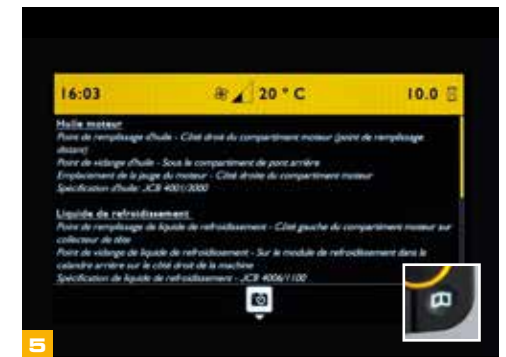 16:03 20 ° C 10.0
Huile moteur
Point de remplissage d'huile - Côté droit du compartiment moteur (point de remplissage
distant)
Point de vidange d'huile - Sous le compartiment de pont arrière
Emplacement de la jauge du moteur - Côté droite du compartiment moteur
Spécification d'huile: JCB 4001/3000
Liquide de refroidissement
Point de remplissage de liquide de refroidissement - Côté gauche du compartiment moteur sur
collecteur de tête
Point de vidange de liquide de refroidissement - Sur le module de refroidissement dans la
calandre arrière sur le côté droit de la machine
Spécification de liquide de refroidissement - JCB 4006/1100
5